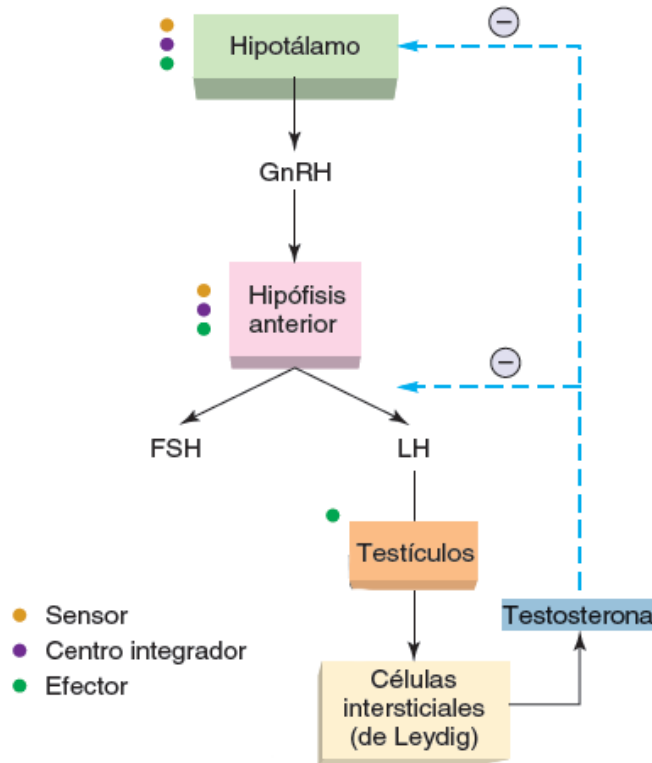 Hipotálamo
−
GnRH
Hipófisis
anterior
−
FSH
LH
Testículos
Testosterona
Células
intersticiales
(de Leydig)
Sensor
Centro integrador
Efector